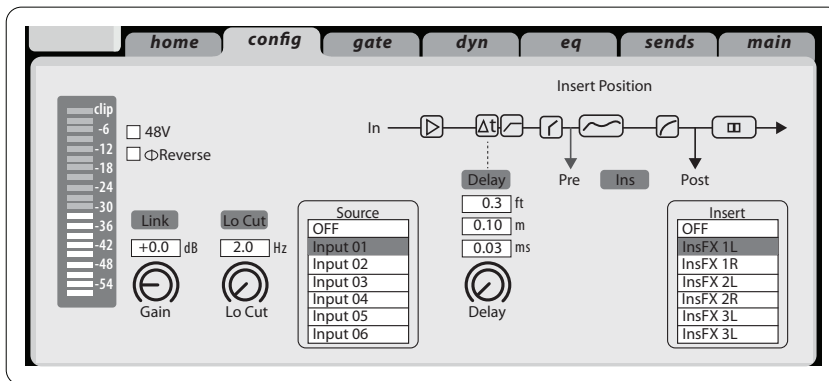 home config gate dyn eq sends main
Insert Position
clip
-6
-12
-18
-24
-30
-36
-42
-48
-54
48V
ΦReverse
In
Δt
Delay
Pre
Ins
Post
0.3 ft
0.10 m
0.03 ms
Delay
Link
+0.0 dB
Gain
Lo Cut
2.0 Hz
Lo Cut
Source
OFF
Input 01
Input 02
Input 03
Input 04
Input 05
Input 06
Insert
OFF
InsFX 1L
InsFX 1R
InsFX 2L
InsFX 2R
InsFX 3L
InsFX 3L